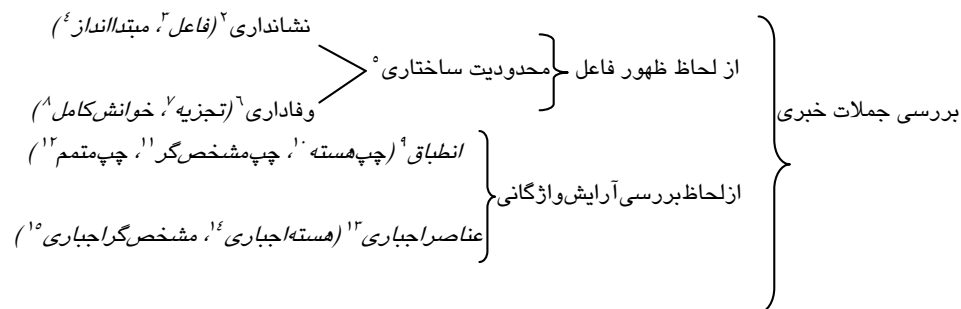 نشانداری۲ (فاعل۳، مبتداانداز۴)
از لحاظ ظهور فاعل محدودیت ساختاری۵
وفاداری۶ (تجزیه۷، خوانش‌کامل۸)
بررسی جملات خبری
انطباق۹ (چپ‌هسته۱۰، چپ‌مشخص‌گر۱۱، چپ‌متمم۱۲)
ازلحاظ‌بررسی‌آرایش‌واژگانی
عناصراجباری۱۳ (هسته‌اجباری۱۴، مشخص‌گراجباری۱۵)